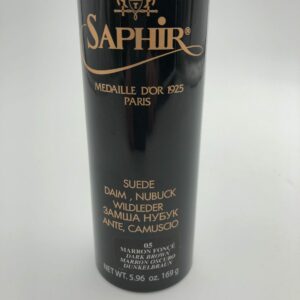 SAPHIR®
MEDAILLE D'OR 1925
PARIS
SUEDE
DAIM, NUBUCK
WILDLEDER
ЗАМША НУБУК
ANTE, CAMUSCIO
05
MARRON FONCÉ
DARK BROWN
MARRON OSCURO
DUNKELBRAUN
NET WT. 5.96 oz. 169 g